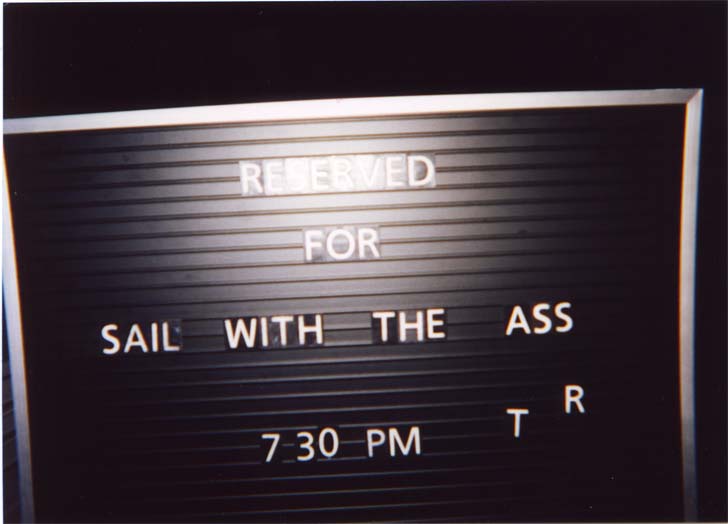 RESERVED
FOR
SAIL WITH THE ASS
R
7 30 PM T